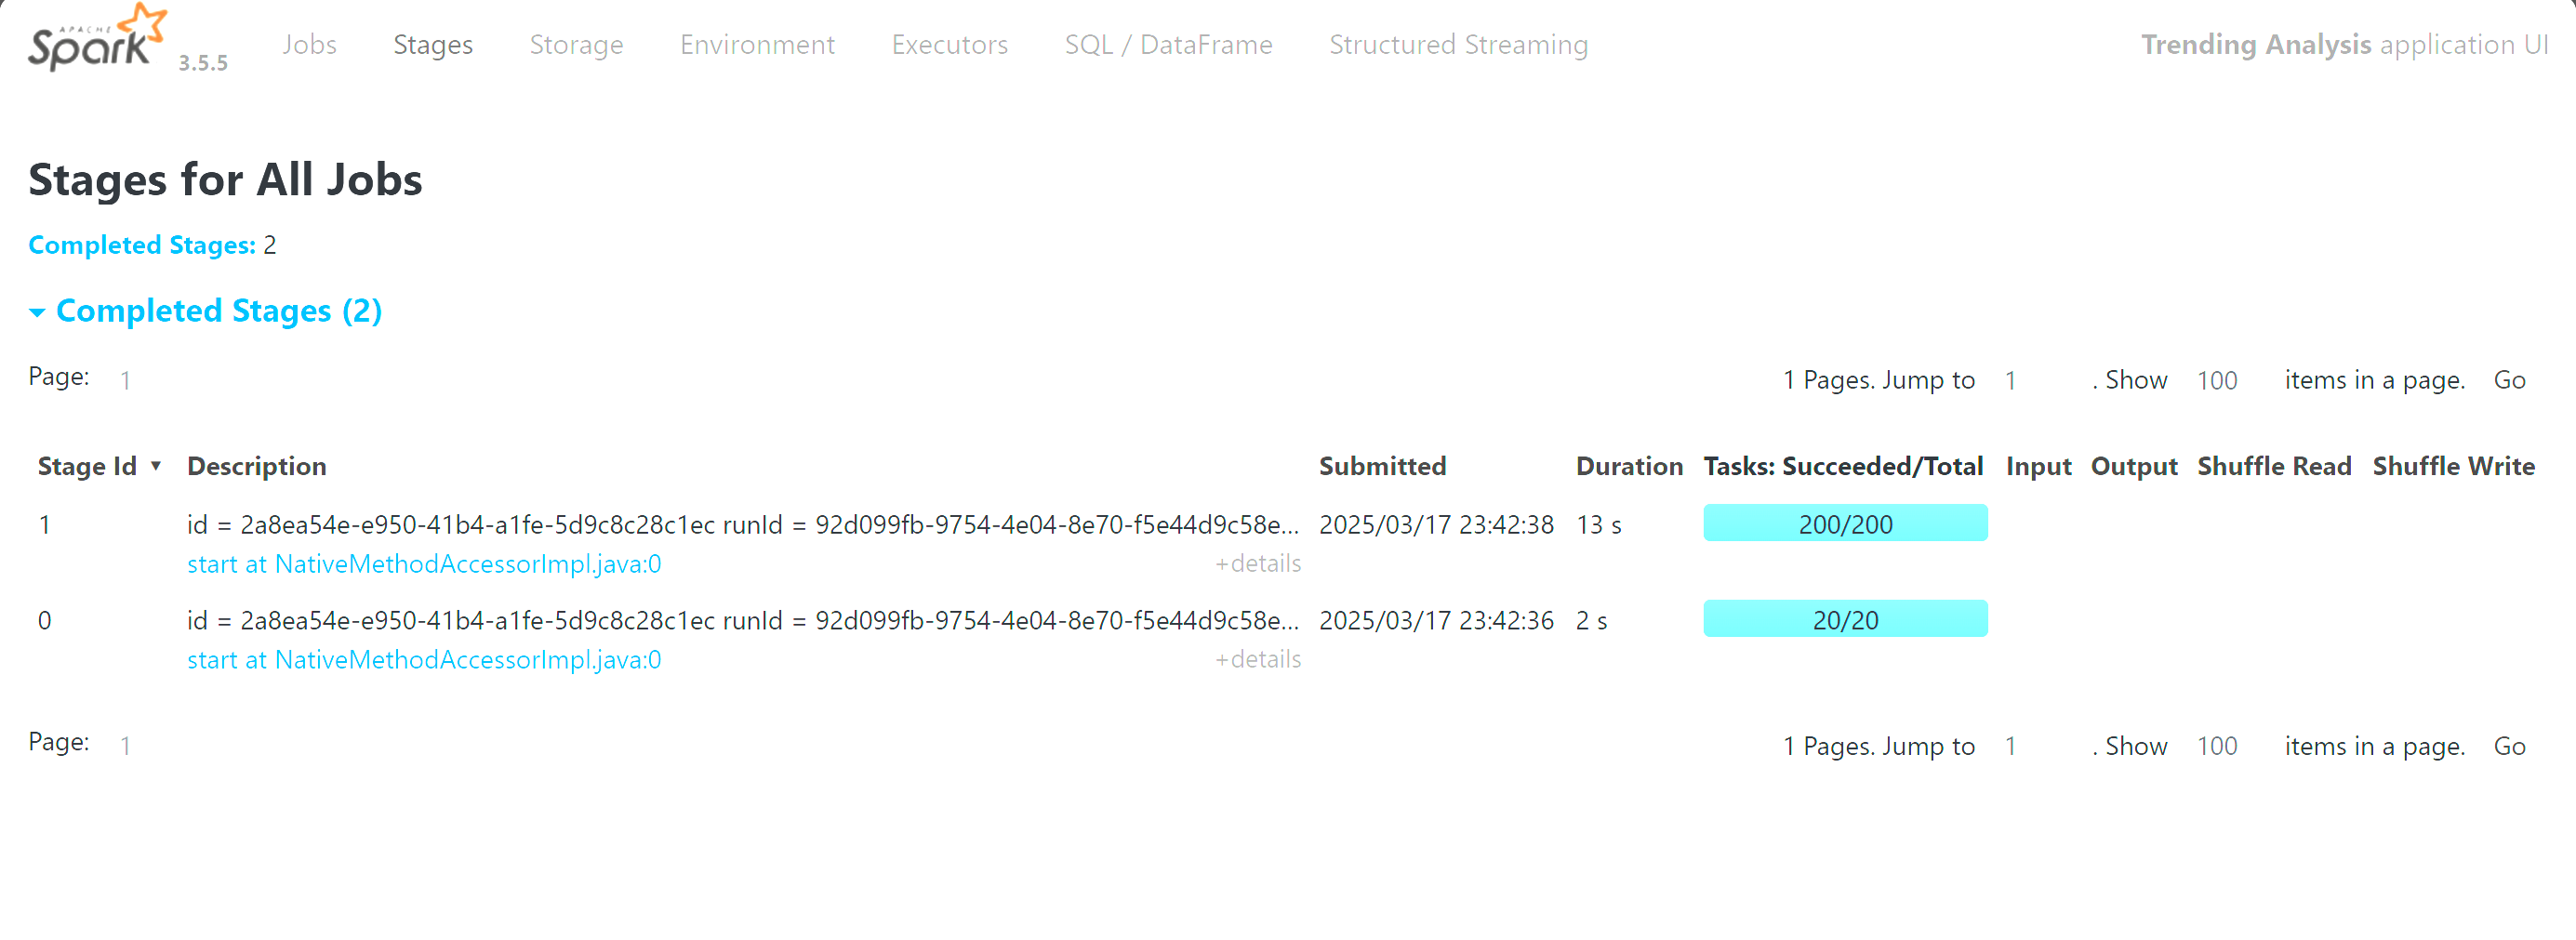 APACHE
Spark 3.5.5 Jobs Stages Storage Environment Executors SQL / DataFrame Structured Streaming Trending Analysis application UI
Stages for All Jobs
Completed Stages: 2
Completed Stages (2)
Page: 1 1 Pages. Jump to 1 . Show 100 items in a page. Go
Stage Id ▾ Description Submitted Duration Tasks: Succeeded/Total Input Output Shuffle Read Shuffle Write
1 id = 2a8ea54e-e950-41b4-a1fe-5d9c8c28c1ec runId = 92d099fb-9754-4e04-8e70-f5e44d9c58e... 2025/03/17 23:42:38 13 s 200/200
start at NativeMethodAccessorImpl.java:0 +details
0 id = 2a8ea54e-e950-41b4-a1fe-5d9c8c28c1ec runId = 92d099fb-9754-4e04-8e70-f5e44d9c58e... 2025/03/17 23:42:36 2 s 20/20
start at NativeMethodAccessorImpl.java:0 +details
Page: 1 1 Pages. Jump to 1 . Show 100 items in a page. Go